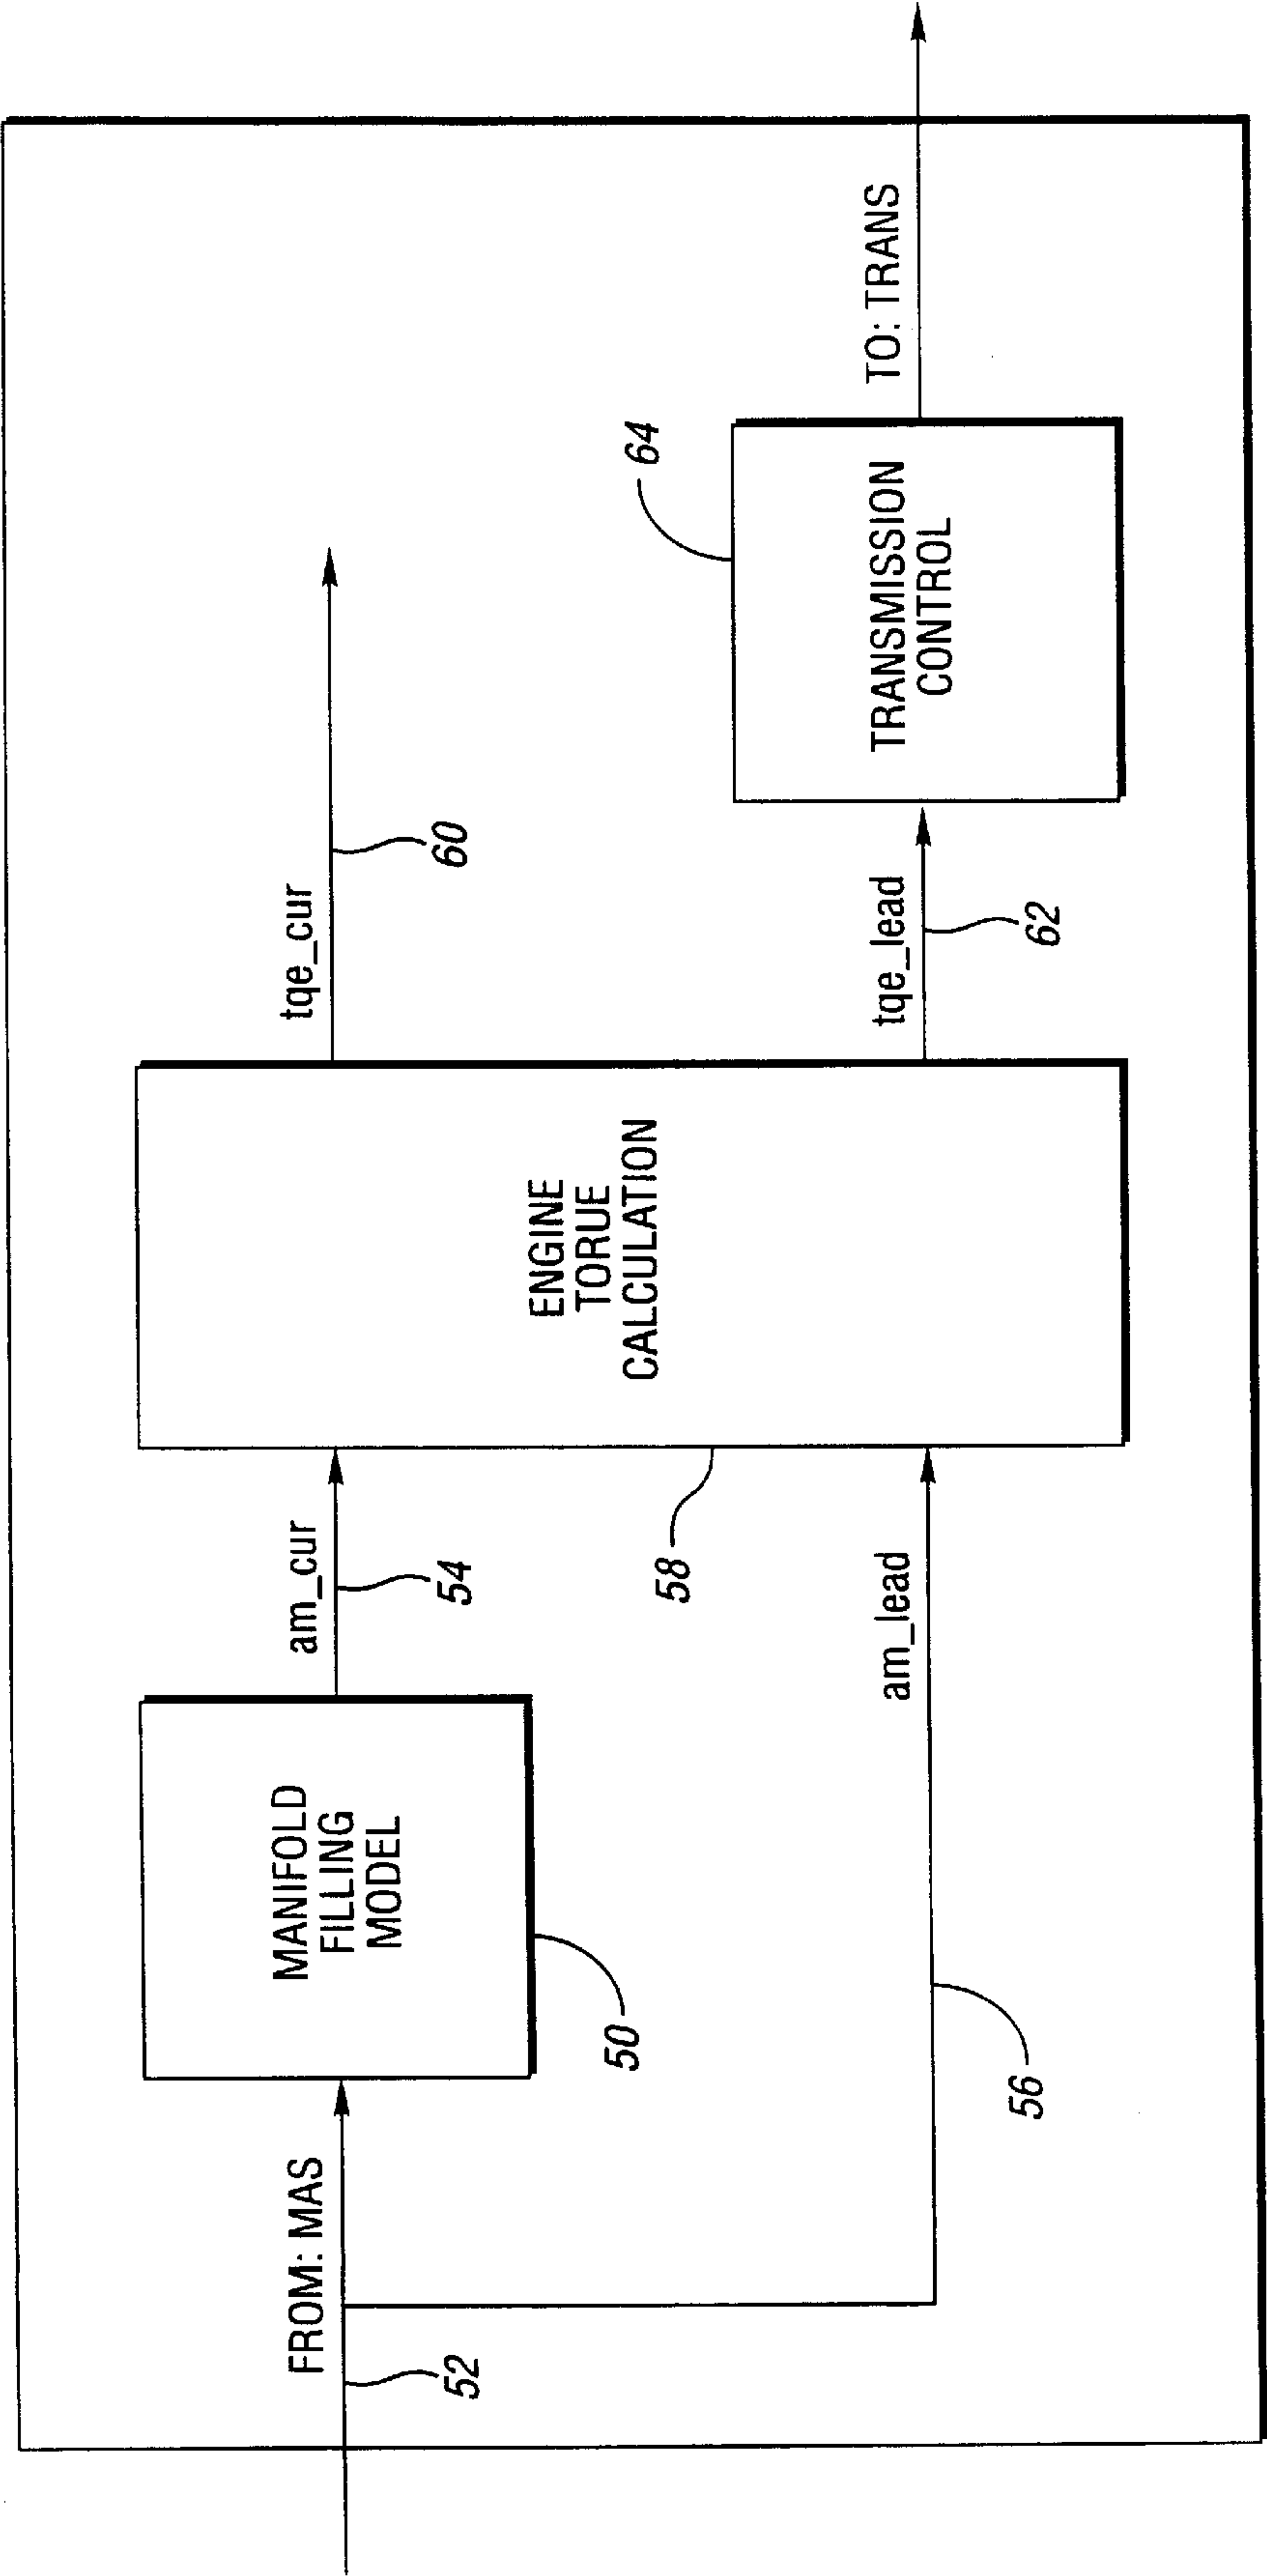 FROM: MAS
52
MANIFOLD
FILLING
MODEL
50
am_cur
54
56
am_lead
58
ENGINE
TORUE
CALCULATION
tqe_cur
60
tqe_lead
62
TRANSMISSION
CONTROL
64
TO: TRANS